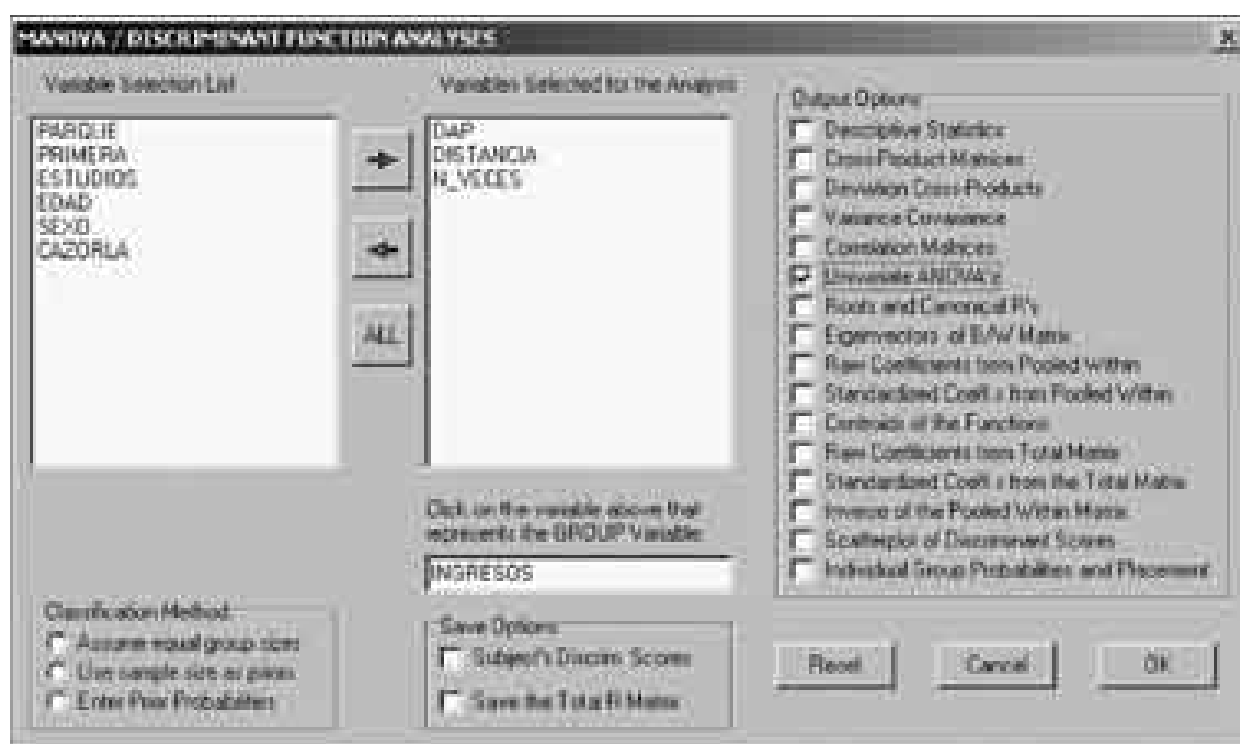 MANOVA / DISCRIMINANT FUNCTION ANALYSES
Variable Selection List
PARQUE
PRIMERA
ESTUDIOS
EDAD
SEXO
CAZORLA
ALL
Variables Selected for the Analysis
DAP
DISTANCIA
N_VECES
Click on the variable above that
represents the GROUP Variable:
INGRESOS
Output Options
Descriptive Statistics
Cross-Product Matrices
Deviation Cross-Products
Variance Covariance
Correlation Matrices
Univariate ANOVA's
Roots and Canonical R's
Eigenvectors of B/W Matrix
Raw Coefficients from Pooled Within
Standardized Coeff.s from Pooled Within
Centroids of the Functions
Raw Coefficients from Total Matrix
Standardized Coeff.s from the Total Matrix
Inverse of the Pooled Within Matrix
Scatterplot of Discriminant Scores
Individual Group Probabilities and Placement
Classification Method:
Assume equal group sizes
Use sample size as priors
Enter Prior Probabilities
Save Options:
Subject's Discrim. Scores
Save the Total R Matrix
Reset
Cancel
OK